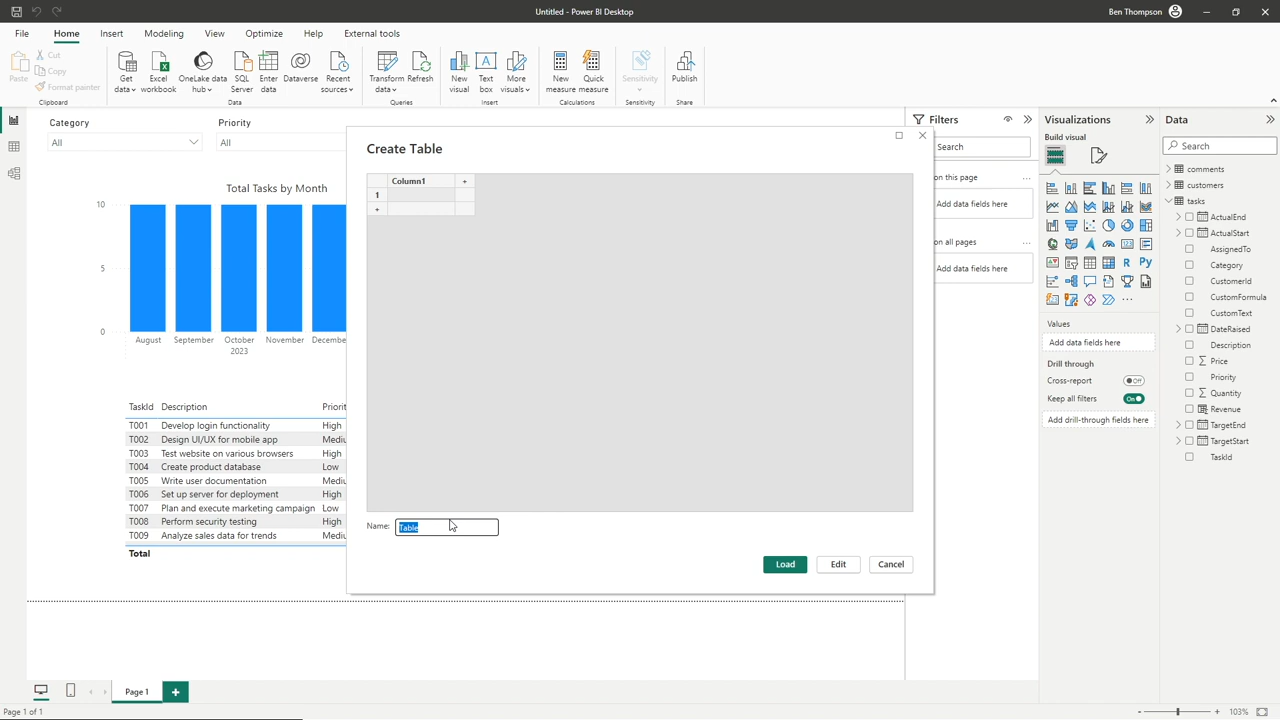 Untitled - Power BI Desktop
Ben Thompson
File
Home
Insert
Modeling
View
Optimize
Help
External tools
Paste
Cut
Copy
Format painter
Clipboard
Get data
Excel workbook
OneLake data hub
SQL Server
Enter data
Dataverse
Recent sources
Data
Transform data
Refresh
Queries
New visual
Text box
More visuals
Insert
New measure
Quick measure
Calculations
Sensitivity
Sensitivity
Publish
Share
Category
All
Priority
All
Total Tasks by Month
10
5
0
August
September
October
November
Decembe
2023
TaskId Description Priorit
T001 Develop login functionality High
T002 Design UI/UX for mobile app Mediu
T003 Test website on various browsers High
T004 Create product database Low
T005 Write user documentation Mediu
T006 Set up server for deployment High
T007 Plan and execute marketing campaign Low
T008 Perform security testing High
T009 Analyze sales data for trends Mediu
Total
Create Table
Column1 +
1
+
Name: Table
Load
Edit
Cancel
Filters
Search
on this page
Add data fields here
on all pages
Add data fields here
Visualizations
Build visual
R
Py
Values
Add data fields here
Drill through
Cross-report
Off
Keep all filters
On
Add drill-through fields here
Data
Search
comments
customers
tasks
ActualEnd
ActualStart
AssignedTo
Category
CustomerId
CustomFormula
CustomText
DateRaised
Description
Price
Priority
Quantity
Revenue
TargetEnd
TargetStart
TaskId
Page 1
+
Page 1 of 1
- + 103%